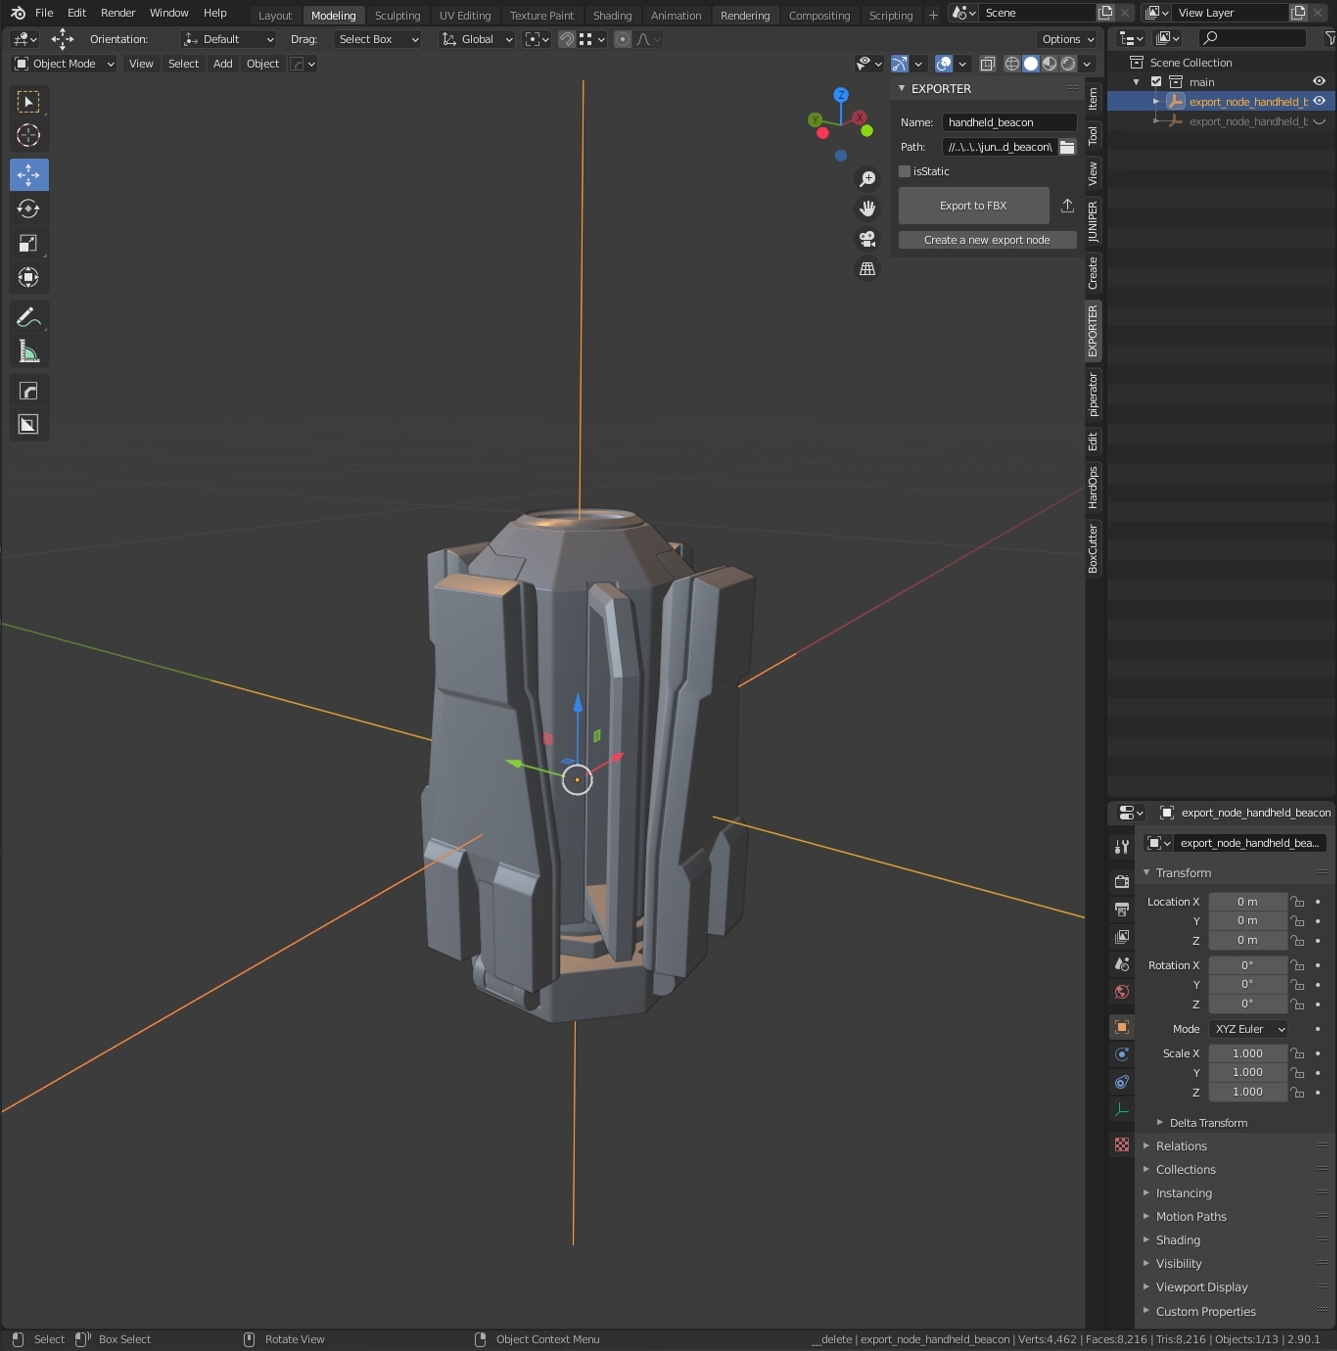 File Edit Render Window Help Layout Modeling Sculpting UV Editing Texture Paint Shading Animation Rendering Compositing Scripting + Scene View Layer
Orientation: Default Drag: Select Box Global Options
Object Mode View Select Add Object
Scene Collection
main
export_node_handheld_b
export_node_handheld_b
EXPORTER
Name: handheld_beacon
Path: //..\..\..\jun...d_beacon\
isStatic
Export to FBX
Create a new export node
Item
Tool
View
JUNIPER
Create
EXPORTER
piperator
Edit
HardOps
BoxCutter
Z
Y
X
export_node_handheld_beacon
export_node_handheld_bea...
Transform
Location X 0 m
Y 0 m
Z 0 m
Rotation X 0°
Y 0°
Z 0°
Mode XYZ Euler
Scale X 1.000
Y 1.000
Z 1.000
Delta Transform
Relations
Collections
Instancing
Motion Paths
Shading
Visibility
Viewport Display
Custom Properties
Select Box Select Rotate View Object Context Menu __delete | export_node_handheld_beacon | Verts:4,462 | Faces:8,216 | Tris:8,216 | Objects:1/13 | 2.90.1